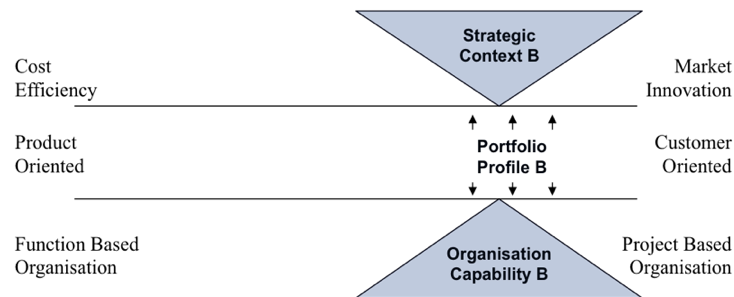 Strategic
Context B
Cost
Efficiency
Market
Innovation
Product
Oriented
Portfolio
Profile B
Customer
Oriented
Function Based
Organisation
Organisation
Capability B
Project Based
Organisation